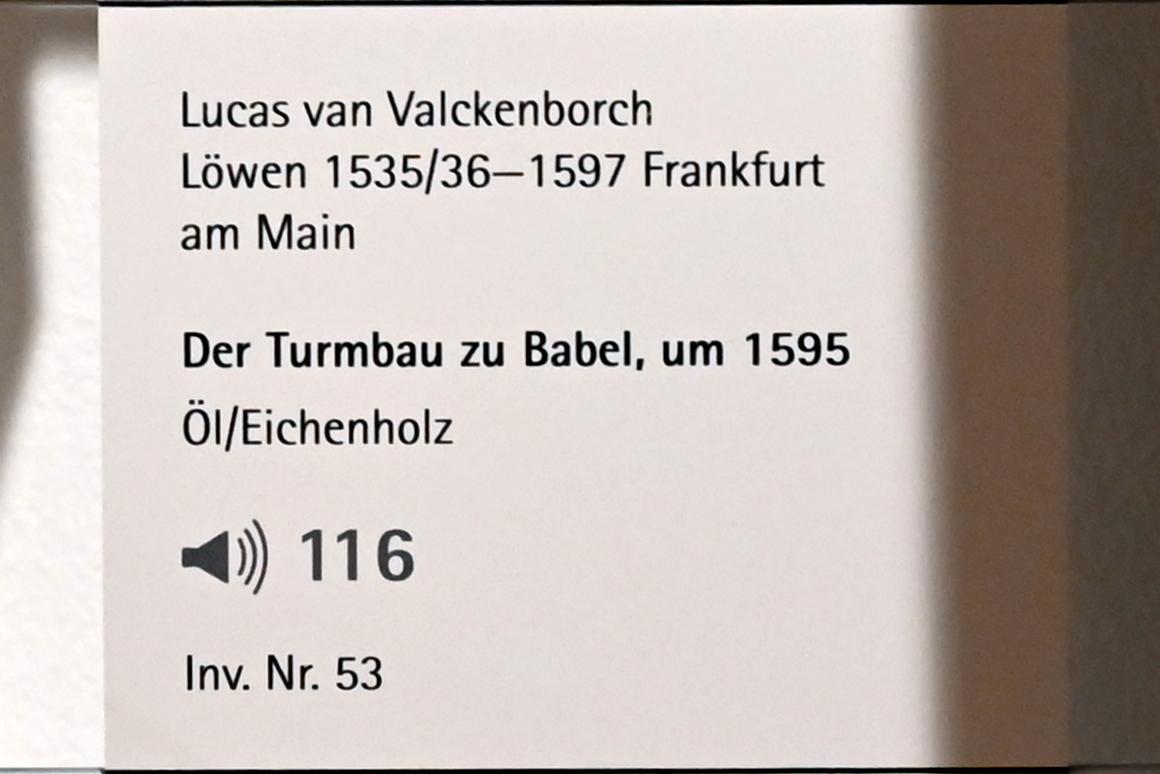 Lucas van Valckenborch
Löwen 1535/36–1597 Frankfurt
am Main
Der Turmbau zu Babel, um 1595
Öl/Eichenholz
116
Inv. Nr. 53